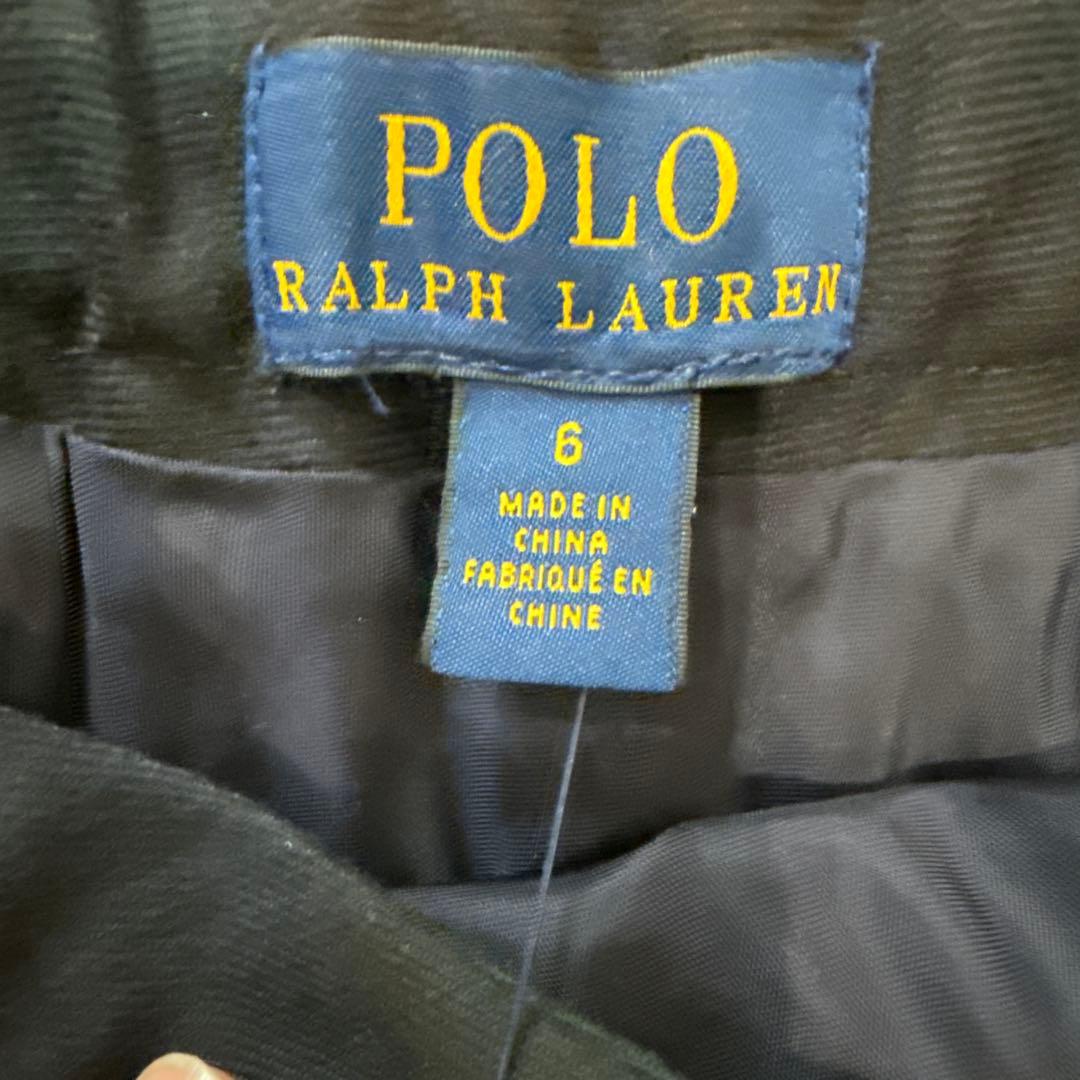 POLO
RALPH LAUREN
6
MADE IN
CHINA
FABRIQUÉ EN
CHINE